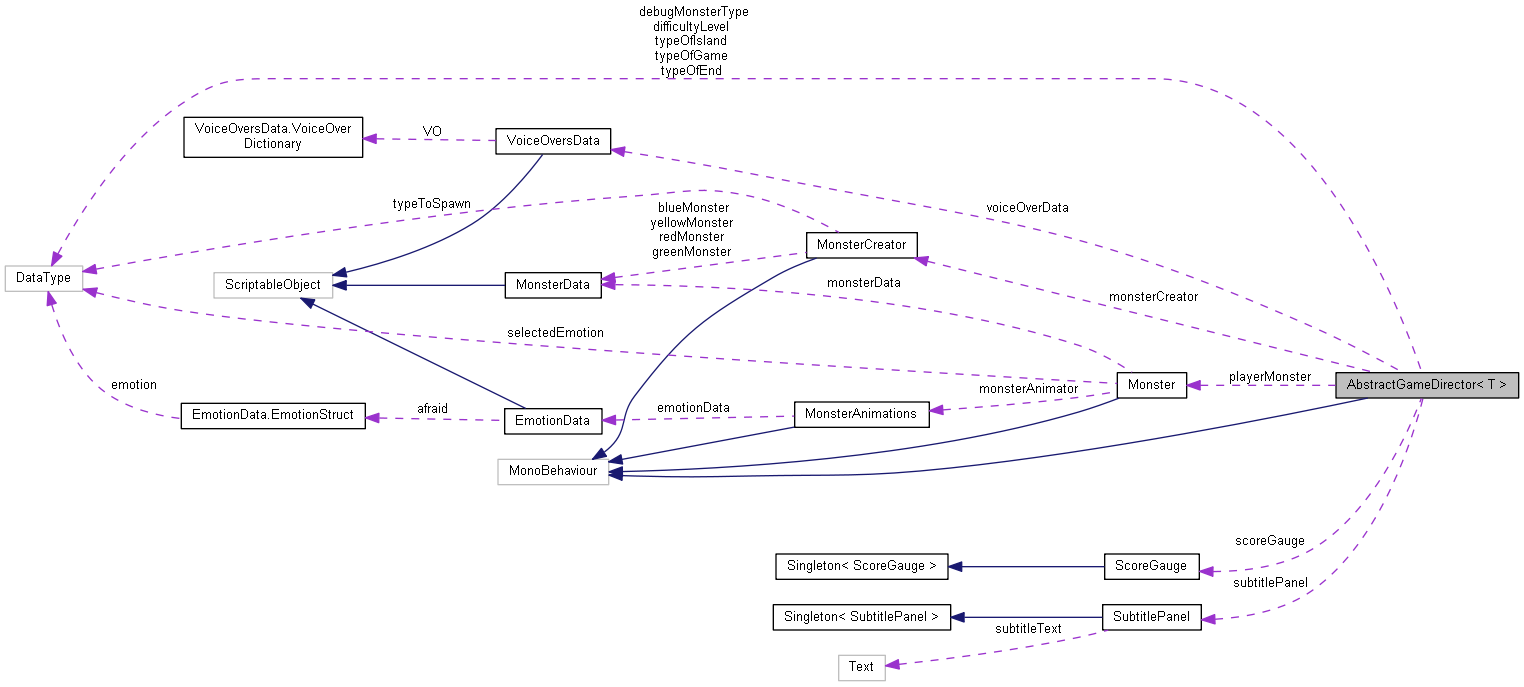 debugMonsterType
difficultyLevel
typeOfIsland
typeOfGame
typeOfEnd
VoiceOversData.VoiceOver
Dictionary
VO
VoiceOversData
typeToSpawn
blueMonster
yellowMonster
redMonster
greenMonster
voiceOverData
MonsterCreator
DataType
ScriptableObject
MonsterData
monsterData
monsterCreator
selectedEmotion
emotion
EmotionData.EmotionStruct
afraid
EmotionData
emotionData
MonsterAnimations
monsterAnimator
Monster
playerMonster
AbstractGameDirector< T >
MonoBehaviour
scoreGauge
Singleton< ScoreGauge >
ScoreGauge
subtitlePanel
Singleton< SubtitlePanel >
SubtitlePanel
subtitleText
Text